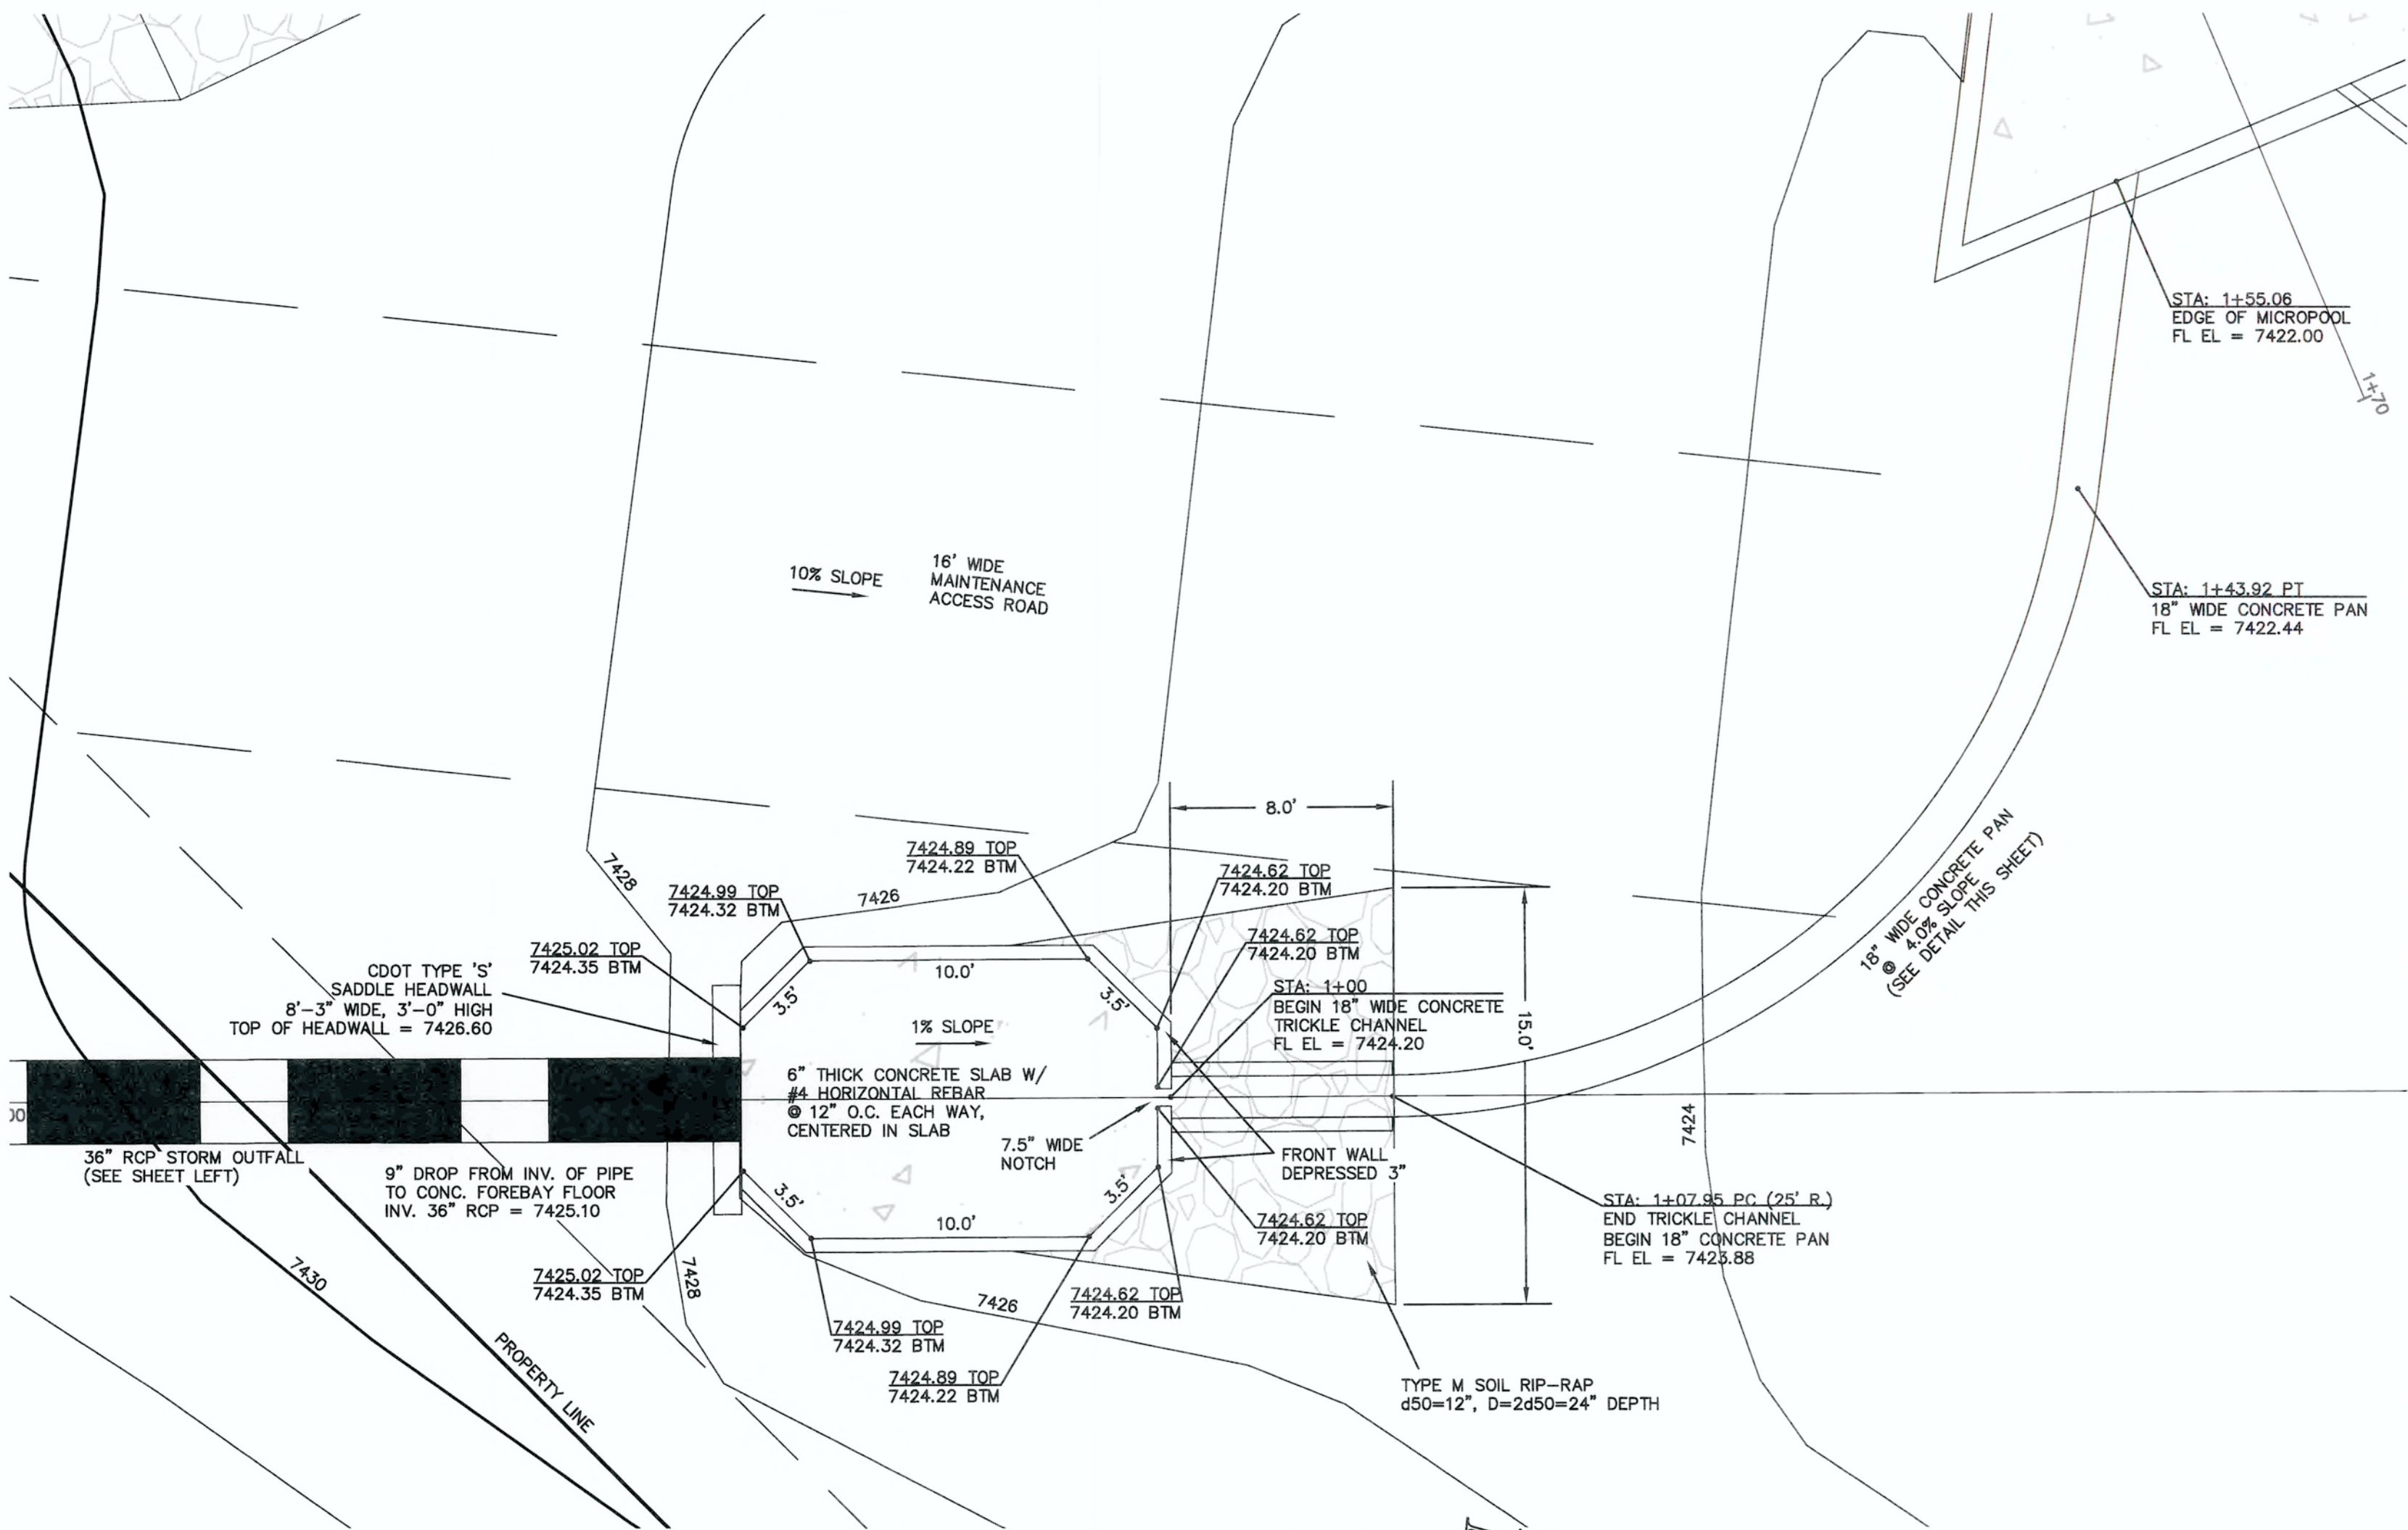 STA: 1+55.06
EDGE OF MICROPOOL
FL EL = 7422.00
1+70
10% SLOPE
16' WIDE
MAINTENANCE
ACCESS ROAD
STA: 1+43.92 PT
18" WIDE CONCRETE PAN
FL EL = 7422.44
8.0'
18" WIDE CONCRETE PAN
@ 4.0% SLOPE
(SEE DETAIL THIS SHEET)
7428
7426
7424.89 TOP
7424.22 BTM
7424.62 TOP
7424.20 BTM
7424.99 TOP
7424.32 BTM
7425.02 TOP
7424.35 BTM
7424.62 TOP
7424.20 BTM
CDOT TYPE 'S'
SADDLE HEADWALL
8'-3" WIDE, 3'-0" HIGH
TOP OF HEADWALL = 7426.60
3.5'
10.0'
3.5'
STA: 1+00
BEGIN 18" WIDE CONCRETE
TRICKLE CHANNEL
FL EL = 7424.20
15.0'
1% SLOPE
6" THICK CONCRETE SLAB W/
#4 HORIZONTAL REBAR
@ 12" O.C. EACH WAY,
CENTERED IN SLAB
00
7424
36" RCP STORM OUTFALL
(SEE SHEET LEFT)
9" DROP FROM INV. OF PIPE
TO CONC. FOREBAY FLOOR
INV. 36" RCP = 7425.10
7.5" WIDE
NOTCH
FRONT WALL
DEPRESSED 3"
3.5'
10.0'
3.5'
STA: 1+07.95 PC (25' R.)
END TRICKLE CHANNEL
BEGIN 18" CONCRETE PAN
FL EL = 7423.88
7424.62 TOP
7424.20 BTM
7430
7425.02 TOP
7424.35 BTM
7428
7426
7424.62 TOP
7424.20 BTM
7424.99 TOP
7424.32 BTM
7424.89 TOP
7424.22 BTM
PROPERTY LINE
TYPE M SOIL RIP-RAP
d50=12", D=2d50=24" DEPTH